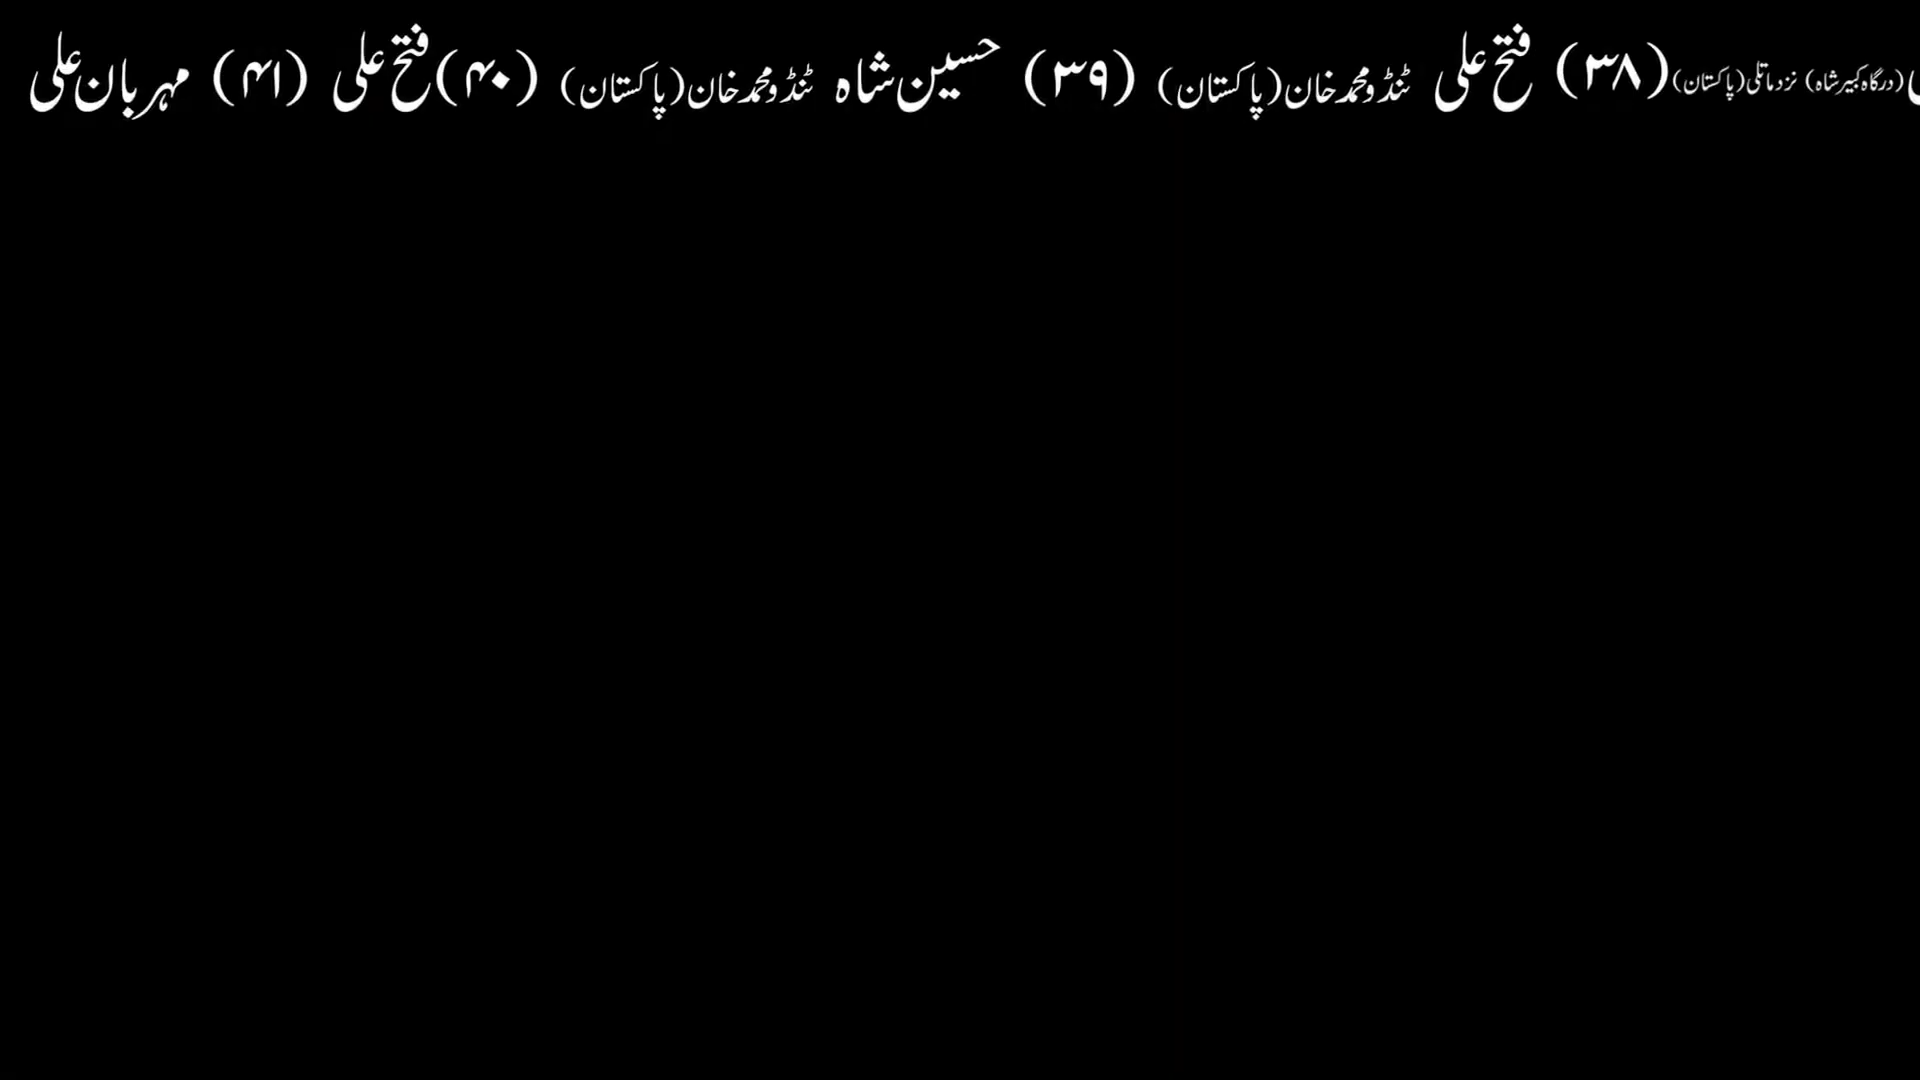 (درگاہ کبیر شاہ) نزد ماتلی (پاکستان) (۳۸) فتح علی ٹنڈو محمد خان (پاکستان) (۳۹) حسین شاہ ٹنڈو محمد خان (پاکستان) (۴۰) فتح علی (۴۱) مہربان علی